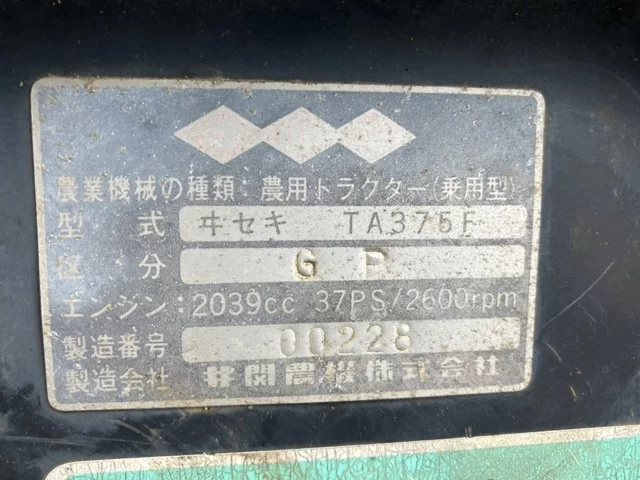 農業機械の種類:農用トラクター(乗用型)
型式 ヰセキ TA375F
区分 GP
エンジン:2039cc 37PS/2600rpm
製造番号 00228
製造会社 井関農機株式会社